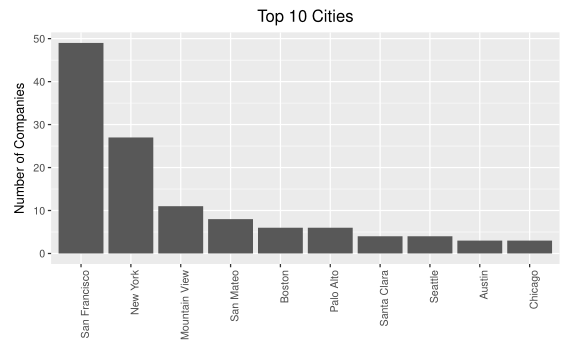 Top 10 Cities
Number of Companies
50
40
30
20
10
0
San Francisco
New York
Mountain View
San Mateo
Boston
Palo Alto
Santa Clara
Seattle
Austin
Chicago